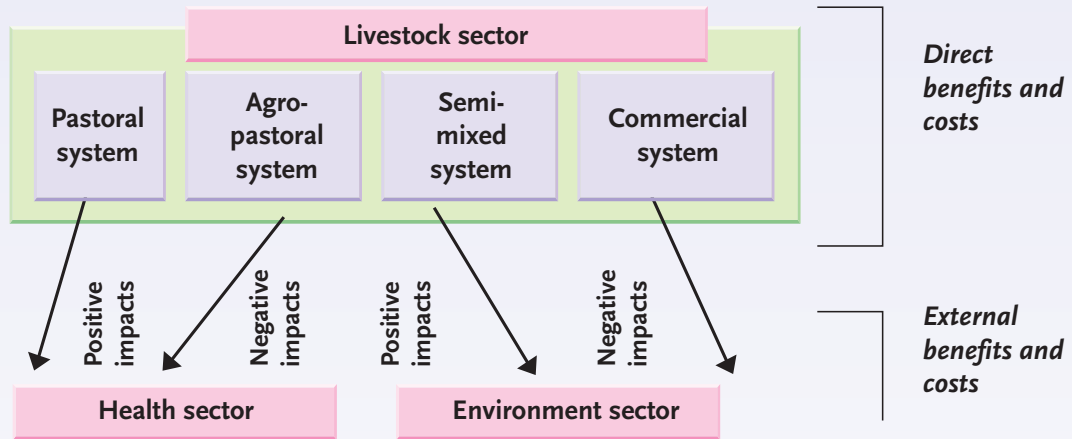 Livestock sector
Pastoral
system
Agro-
pastoral
system
Semi-
mixed
system
Commercial
system
Direct
benefits and
costs
Positive
impacts
Negative
impacts
Positive
impacts
Negative
impacts
External
benefits and
costs
Health sector
Environment sector